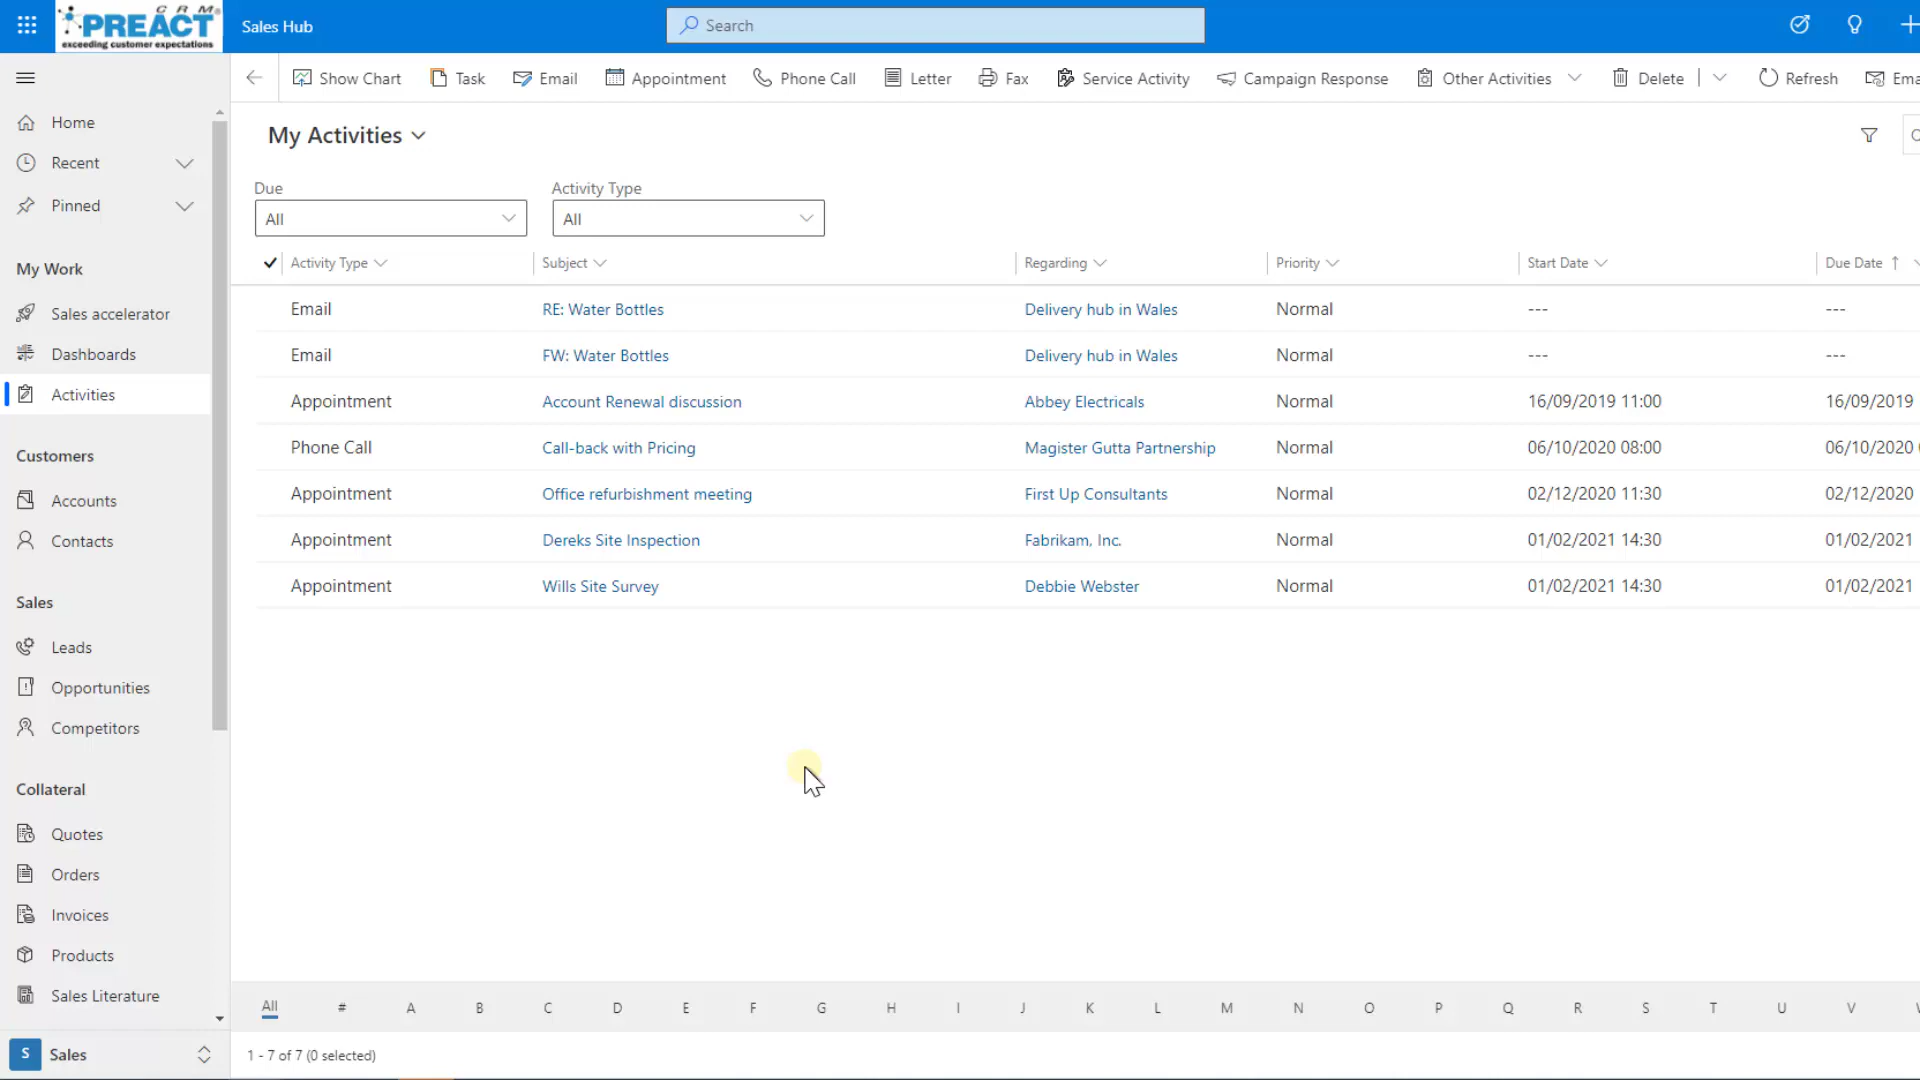 CRM
PREACT
exceeding customer expectations
Sales Hub
Search
Show Chart
Task
Email
Appointment
Phone Call
Letter
Fax
Service Activity
Campaign Response
Other Activities
Delete
Refresh
Home
Recent
Pinned
My Work
Sales accelerator
Dashboards
Activities
Customers
Accounts
Contacts
Sales
Leads
Opportunities
Competitors
Collateral
Quotes
Orders
Invoices
Products
Sales Literature
S Sales
My Activities
Due Activity Type
All All
Activity Type Subject Regarding Priority Start Date Due Date
Email RE: Water Bottles Delivery hub in Wales Normal --- ---
Email FW: Water Bottles Delivery hub in Wales Normal --- ---
Appointment Account Renewal discussion Abbey Electricals Normal 16/09/2019 11:00 16/09/2019
Phone Call Call-back with Pricing Magister Gutta Partnership Normal 06/10/2020 08:00 06/10/2020
Appointment Office refurbishment meeting First Up Consultants Normal 02/12/2020 11:30 02/12/2020
Appointment Dereks Site Inspection Fabrikam, Inc. Normal 01/02/2021 14:30 01/02/2021
Appointment Wills Site Survey Debbie Webster Normal 01/02/2021 14:30 01/02/2021
All # A B C D E F G H I J K L M N O P Q R S T U V
1 - 7 of 7 (0 selected)